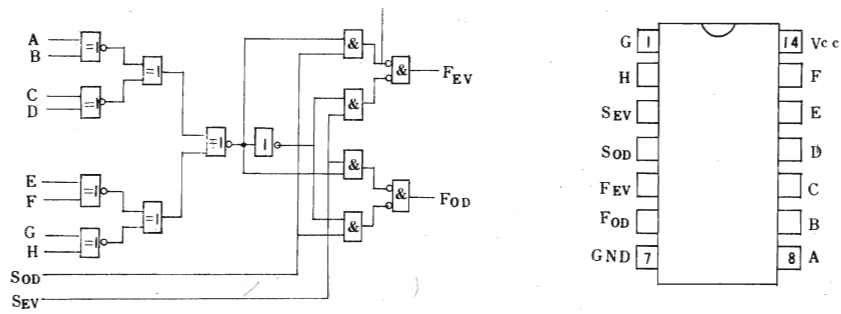 A
B
=1
=1
C
D
=1
E
F
=1
=1
G
H
=1
=1
1
&
&
&
&
&
&
FEV
FOD
SOD
SEV
G 1 14 Vcc
H F
SEV E
SOD D
FEV C
FOD B
GND 7 8 A